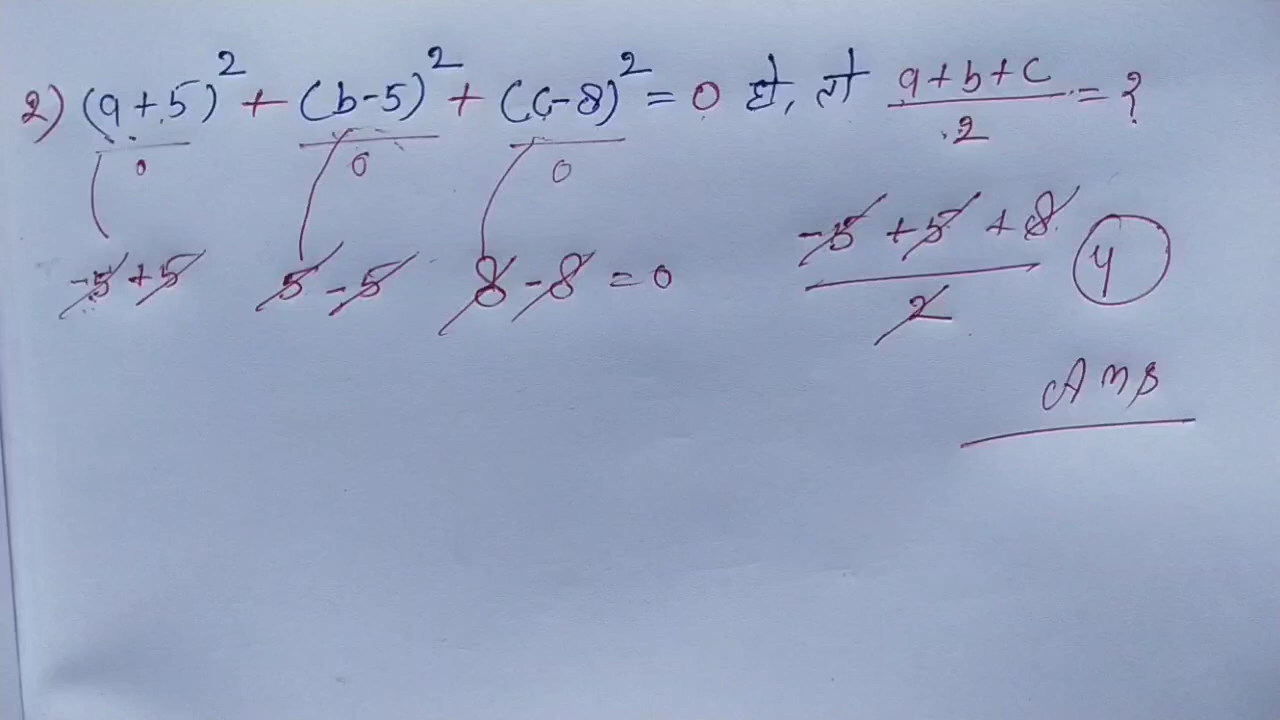 2) (a+5)² + (b-5)² + (c-8)² = 0 हो, तो (a+b+c)/2 = ?
0 0 0
-5+5 5-5 8-8 = 0
(-5+5+8)/2 4
Ans